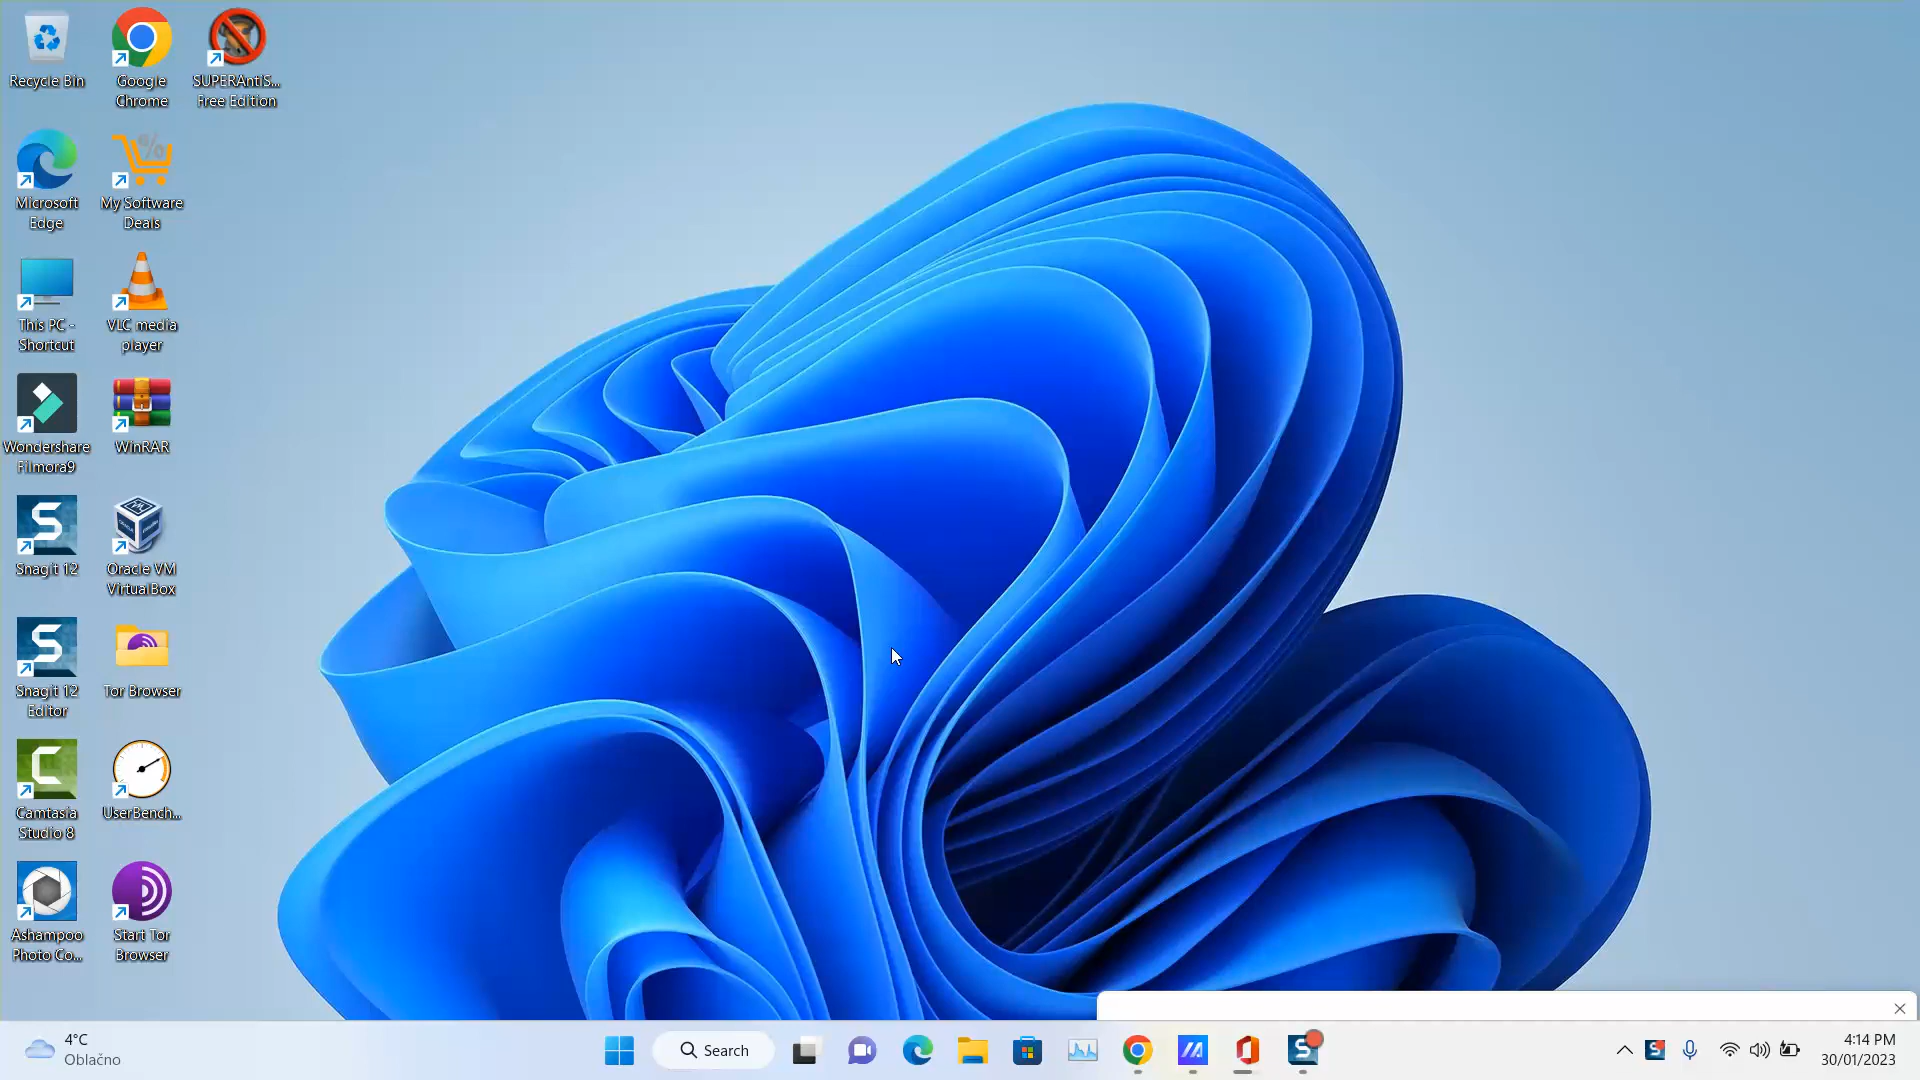 Recycle Bin
Google
Chrome
SUPERAntiS...
Free Edition
Microsoft
Edge
My Software
Deals
This PC -
Shortcut
VLC media
player
Wondershare
Filmora9
WinRAR
Snagit 12
Oracle VM
VirtualBox
Snagit 12
Editor
Tor Browser
Camtasia
Studio 8
UserBench...
Ashampoo
Photo Co...
Start Tor
Browser
4°C
Oblačno
Search
4:14 PM
30/01/2023